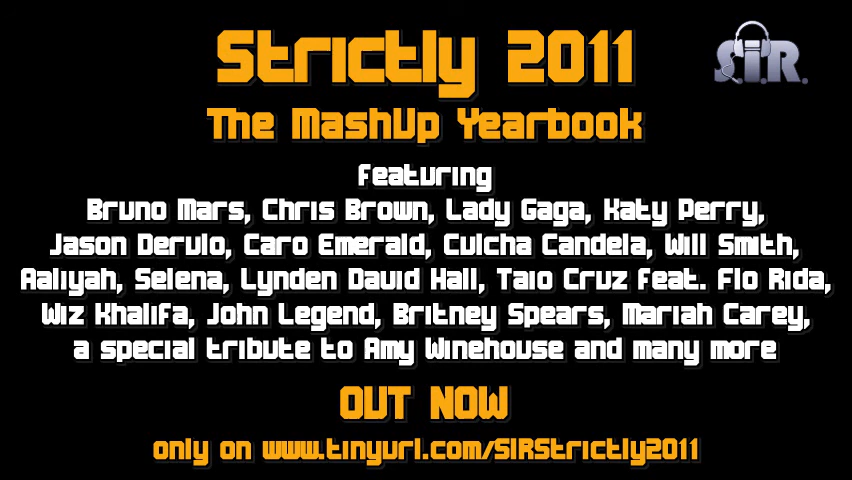 Strictly 2011
S.I.R.
The MashUp Yearbook
Featuring
Bruno Mars, Chris Brown, Lady Gaga, Katy Perry,
Jason Derulo, Caro Emerald, Culcha Candela, Will Smith,
Aaliyah, Selena, Lynden David Hall, Taio Cruz feat. Flo Rida,
Wiz Khalifa, John Legend, Britney Spears, Mariah Carey,
a special tribute to Amy Winehouse and many more
OUT NOW
only on www.tinyurl.com/SIRStrictly2011